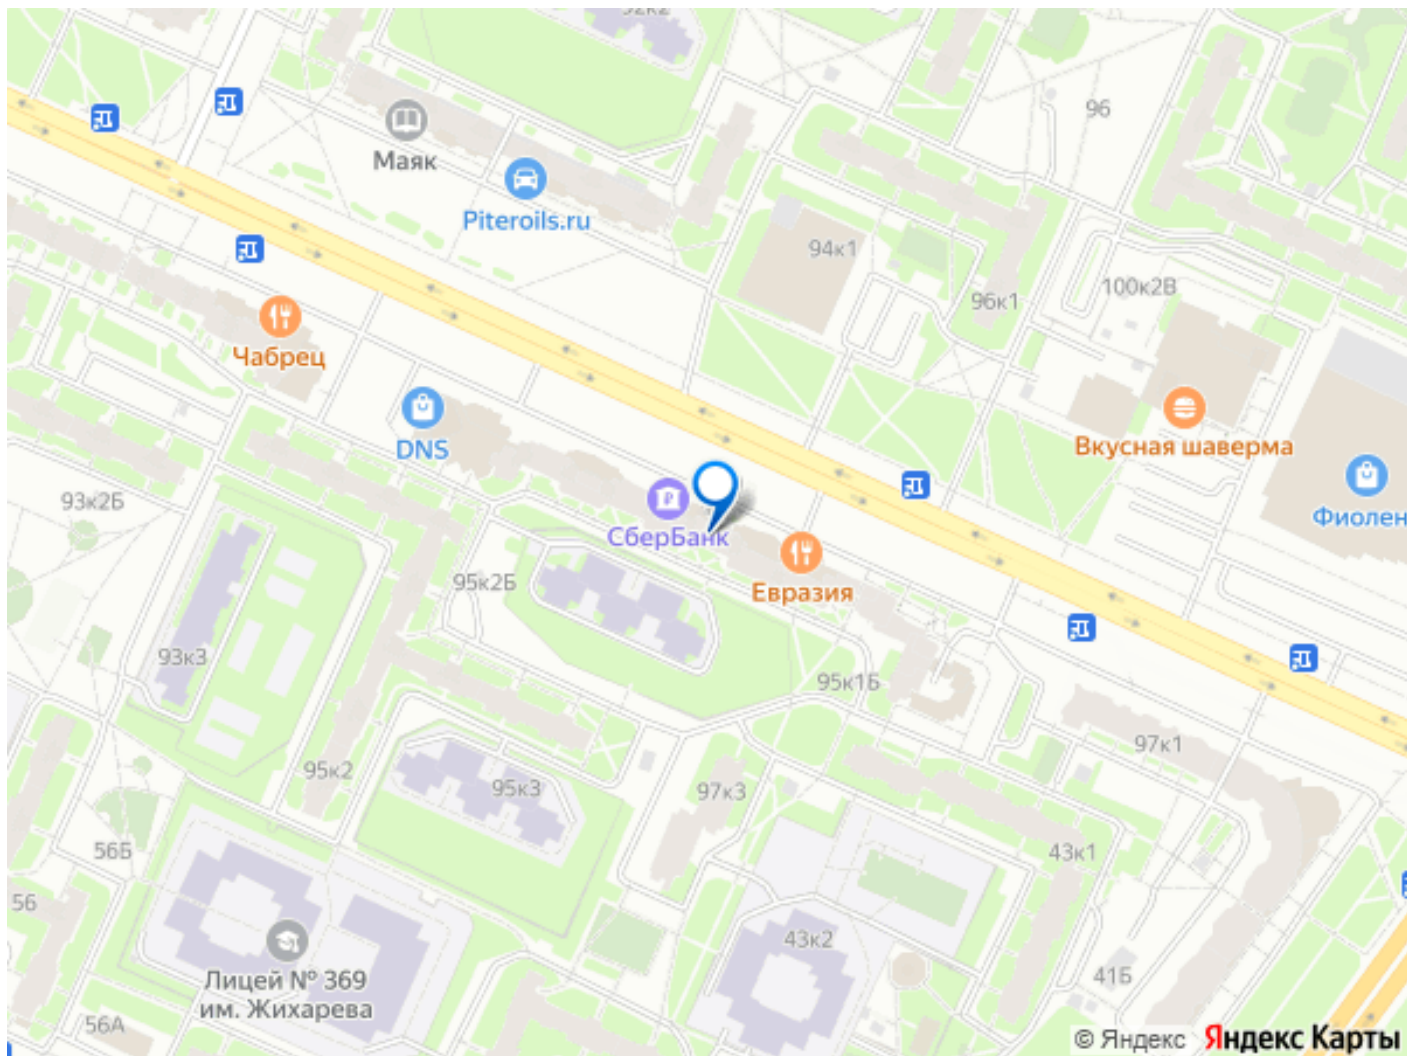 Маяк
Piteroils.ru
96
94к1
100к2В
96к1
Чабрец
DNS
Вкусная шаверма
93к2Б
СберБанк
Фиолен
95к2Б
Евразия
93к3
95к1Б
97к1
95к2
95к3
97к3
56Б
43к1
56
43к2
Лицей № 369
им. Жихарева
41Б
56А
© Яндекс Яндекс Карты